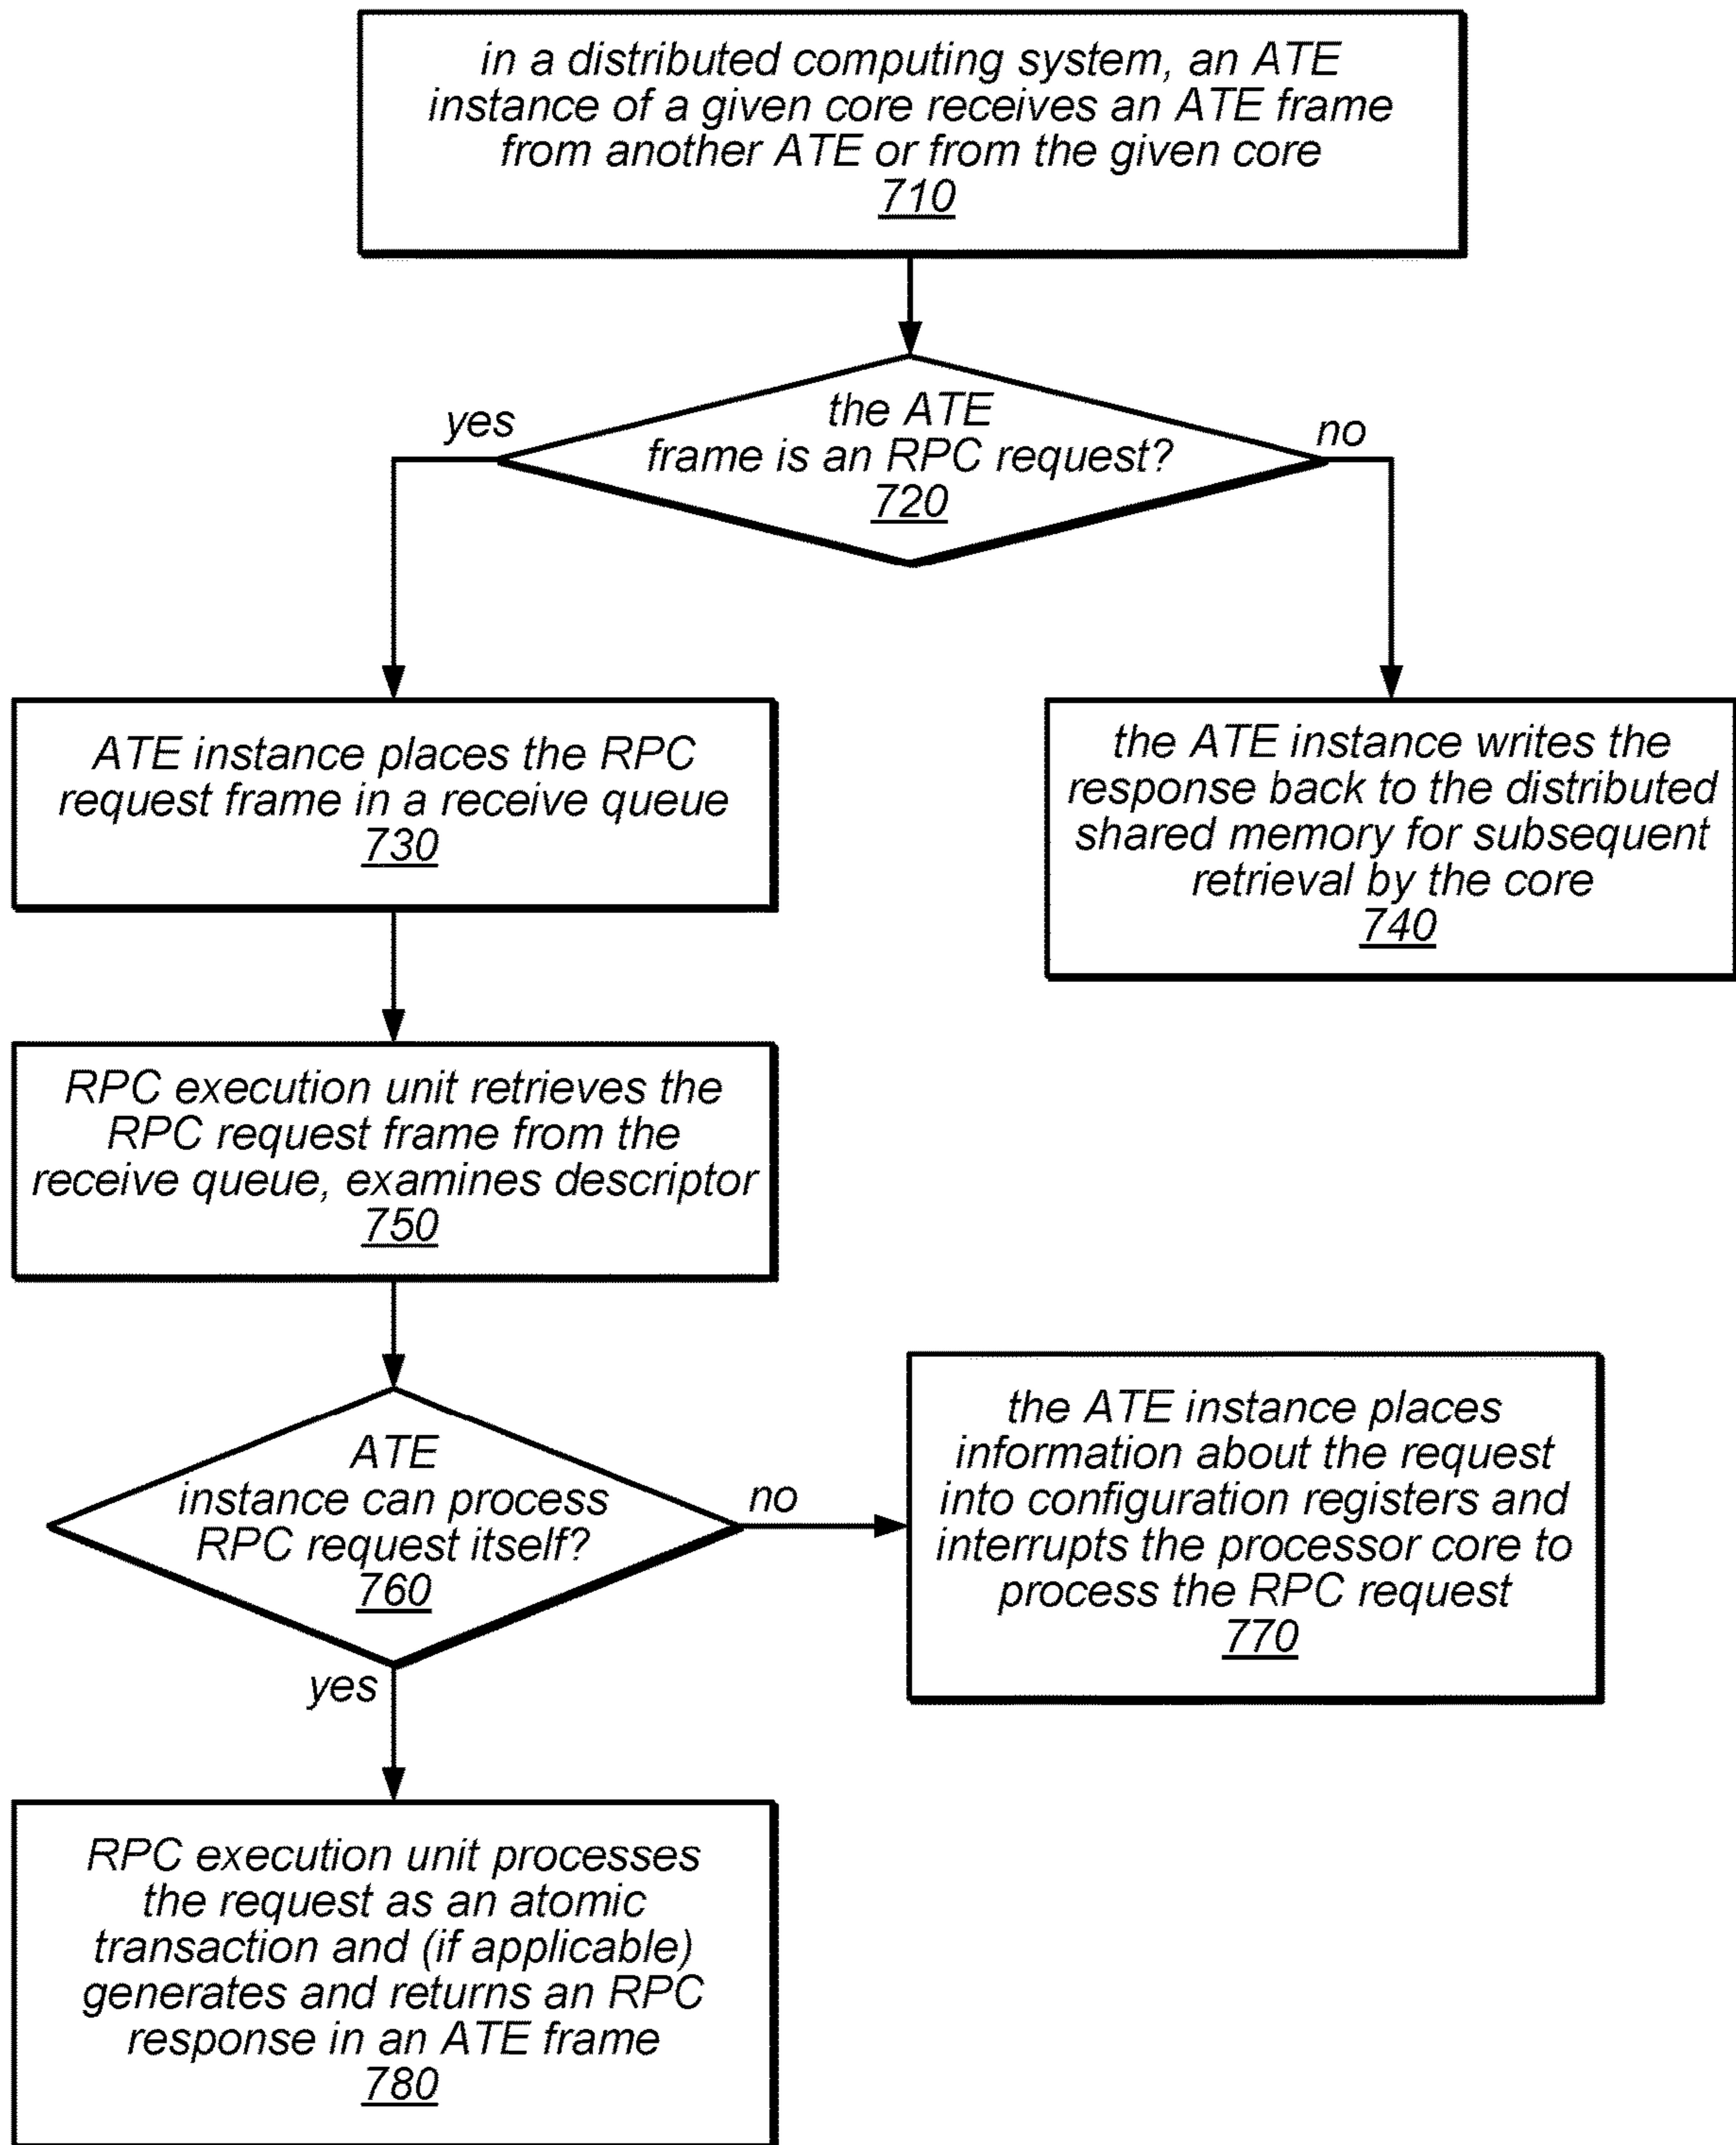 in a distributed computing system, an ATE
instance of a given core receives an ATE frame
from another ATE or from the given core
710
the ATE
frame is an RPC request?
720
yes
no
ATE instance places the RPC
request frame in a receive queue
730
the ATE instance writes the
response back to the distributed
shared memory for subsequent
retrieval by the core
740
RPC execution unit retrieves the
RPC request frame from the
receive queue, examines descriptor
750
ATE
instance can process
RPC request itself?
760
no
yes
the ATE instance places
information about the request
into configuration registers and
interrupts the processor core to
process the RPC request
770
RPC execution unit processes
the request as an atomic
transaction and (if applicable)
generates and returns an RPC
response in an ATE frame
780